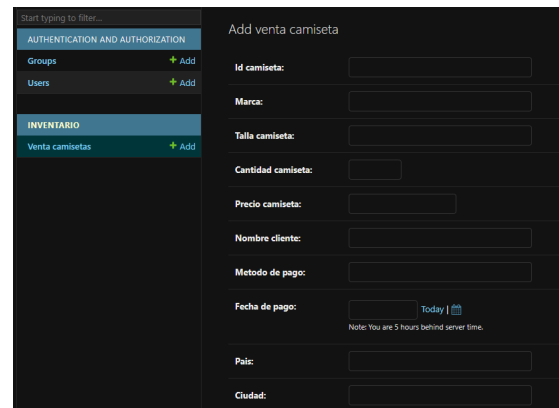 Start typing to filter...
AUTHENTICATION AND AUTHORIZATION
Groups + Add
Users + Add
INVENTARIO
Venta camisetas + Add
Add venta camiseta
Id camiseta:
Marca:
Talla camiseta:
Cantidad camiseta:
Precio camiseta:
Nombre cliente:
Metodo de pago:
Fecha de pago: Today |
Note: You are 5 hours behind server time.
Pais:
Ciudad: